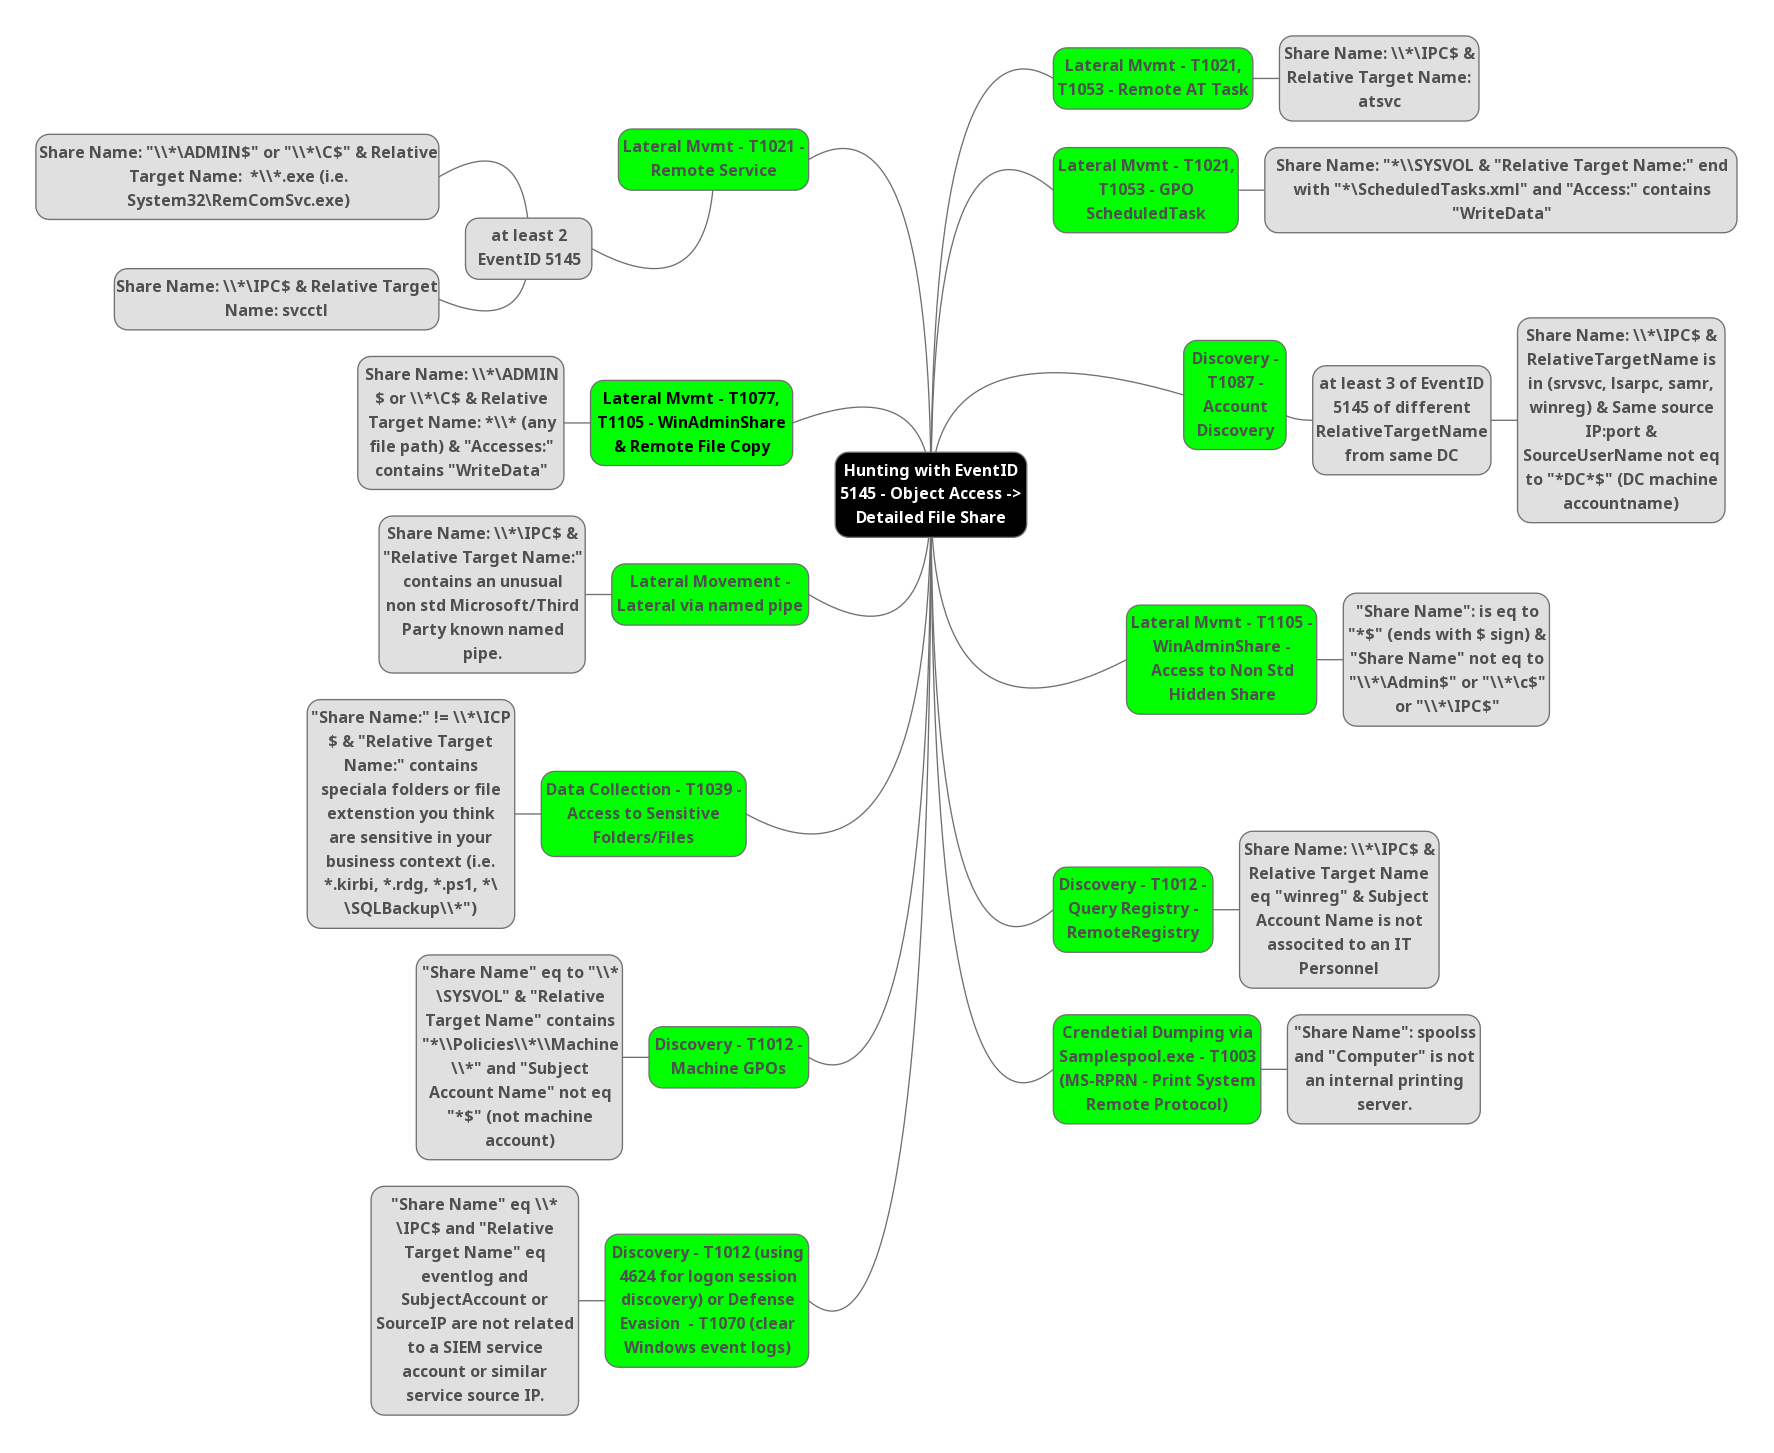 Hunting with EventID
5145 - Object Access ->
Detailed File Share
Lateral Mvmt - T1021 -
Remote Service
at least 2
EventID 5145
Share Name: "\\*\ADMIN$" or "\\*\C$" & Relative
Target Name:  *\\*.exe (i.e.
System32\RemComSvc.exe)
Share Name: \\*\IPC$ & Relative Target
Name: svcctl
Lateral Mvmt - T1077,
T1105 - WinAdminShare
& Remote File Copy
Share Name: \\*\ADMIN
$ or \\*\C$ & Relative
Target Name: *\\* (any
file path) & "Accesses:"
contains "WriteData"
Lateral Movement -
Lateral via named pipe
Share Name: \\*\IPC$ &
"Relative Target Name:"
contains an unusual
non std Microsoft/Third
Party known named
pipe.
Data Collection - T1039 -
Access to Sensitive
Folders/Files
"Share Name:" != \\*\ICP
$ & "Relative Target
Name:" contains
speciala folders or file
extenstion you think
are sensitive in your
business context (i.e.
*.kirbi, *.rdg, *.ps1, *\
\SQLBackup\\*")
Discovery - T1012 -
Machine GPOs
"Share Name" eq to "\\*
\SYSVOL" & "Relative
Target Name" contains
"*\\Policies\\*\\Machine
\\*" and "Subject
Account Name" not eq
"*$" (not machine
account)
Discovery - T1012 (using
4624 for logon session
discovery) or Defense
Evasion  - T1070 (clear
Windows event logs)
"Share Name" eq \\*
\IPC$ and "Relative
Target Name" eq
eventlog and
SubjectAccount or
SourceIP are not related
to a SIEM service
account or similar
service source IP.
Lateral Mvmt - T1021,
T1053 - Remote AT Task
Share Name: \\*\IPC$ &
Relative Target Name:
atsvc
Lateral Mvmt - T1021,
T1053 - GPO
ScheduledTask
Share Name: "*\\SYSVOL & "Relative Target Name:" end
with "*\ScheduledTasks.xml" and "Access:" contains
"WriteData"
Discovery -
T1087 -
Account
Discovery
at least 3 of EventID
5145 of different
RelativeTargetName
from same DC
Share Name: \\*\IPC$ &
RelativeTargetName is
in (srvsvc, lsarpc, samr,
winreg) & Same source
IP:port &
SourceUserName not eq
to "*DC*$" (DC machine
accountname)
Lateral Mvmt - T1105 -
WinAdminShare -
Access to Non Std
Hidden Share
"Share Name": is eq to
"*$" (ends with $ sign) &
"Share Name" not eq to
"\\*\Admin$" or "\\*\c$"
or "\\*\IPC$"
Discovery - T1012 -
Query Registry -
RemoteRegistry
Share Name: \\*\IPC$ &
Relative Target Name
eq "winreg" & Subject
Account Name is not
associted to an IT
Personnel
Crendetial Dumping via
Samplespool.exe - T1003
(MS-RPRN - Print System
Remote Protocol)
"Share Name": spoolss
and "Computer" is not
an internal printing
server.